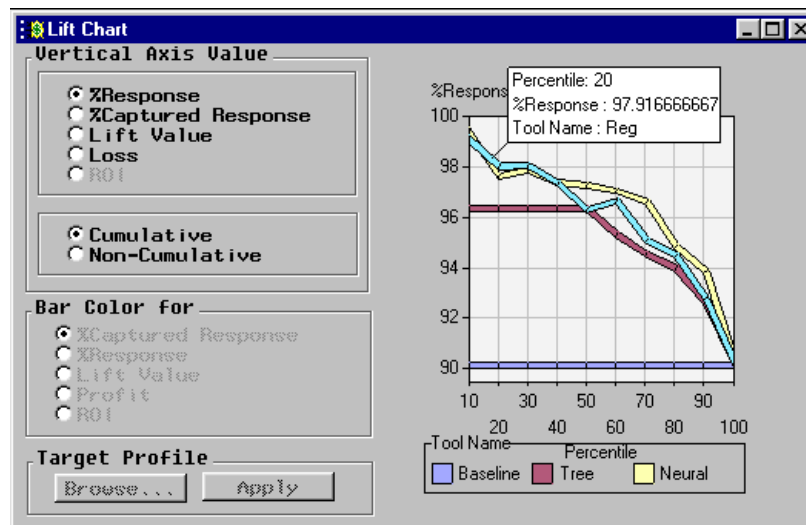 Lift Chart
Vertical Axis Value
%Response
%Captured Response
Lift Value
Loss
ROI
Cumulative
Non-Cumulative
Bar Color for
%Captured Response
%Response
Lift Value
Profit
ROI
Target Profile
Browse... Apply
%Respons
Percentile: 20
%Response : 97.916666667
Tool Name : Reg
100
98
96
94
92
90
10 30 50 70 90
20 40 60 80 100
Percentile
Tool Name
Baseline Tree Neural